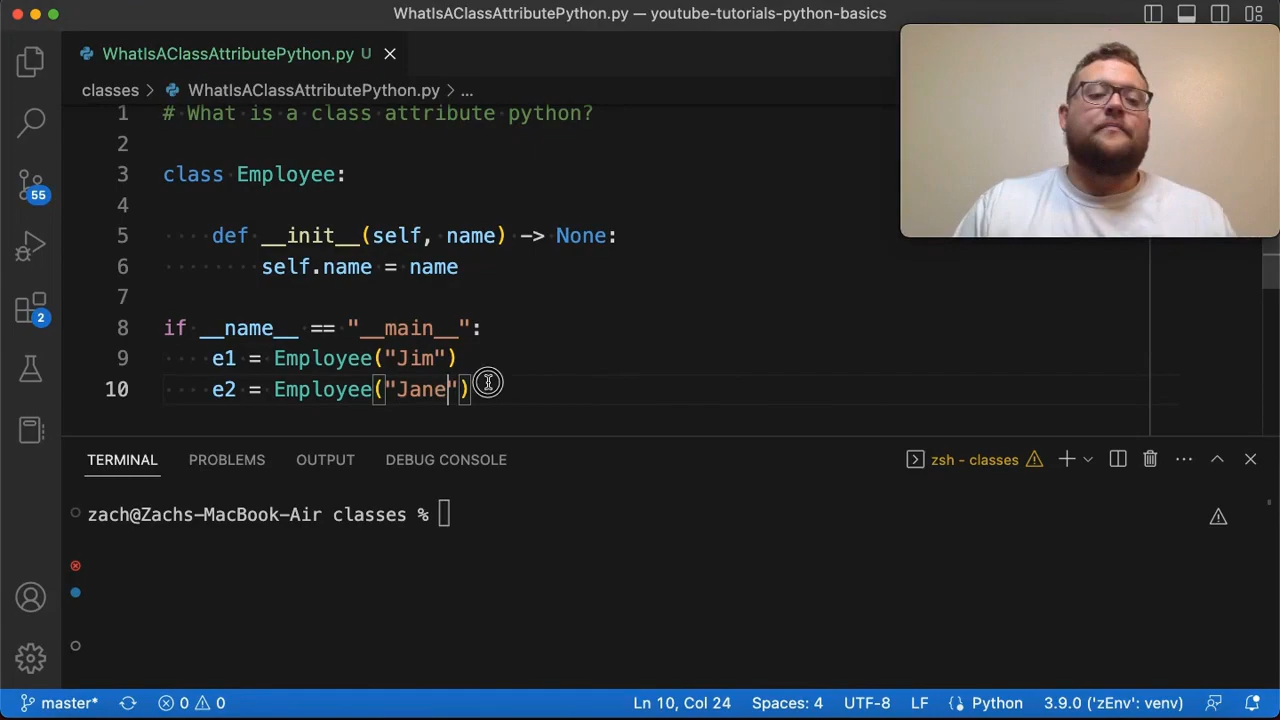 WhatIsAClassAttributePython.py — youtube-tutorials-python-basics
WhatIsAClassAttributePython.py U
classes > WhatIsAClassAttributePython.py > ...
1 # What is a class attribute python?
2
3 class Employee:
4
5 def __init__(self, name) -> None:
6 self.name = name
7
8 if __name__ == "__main__":
9 e1 = Employee("Jim")
10 e2 = Employee("Jane")
55
2
TERMINAL PROBLEMS OUTPUT DEBUG CONSOLE zsh - classes
zach@Zachs-MacBook-Air classes %
master* 0 0 Ln 10, Col 24 Spaces: 4 UTF-8 LF Python 3.9.0 ('zEnv': venv)